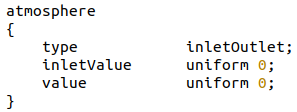 atmosphere
{
    type            inletOutlet;
    inletValue      uniform 0;
    value           uniform 0;
}